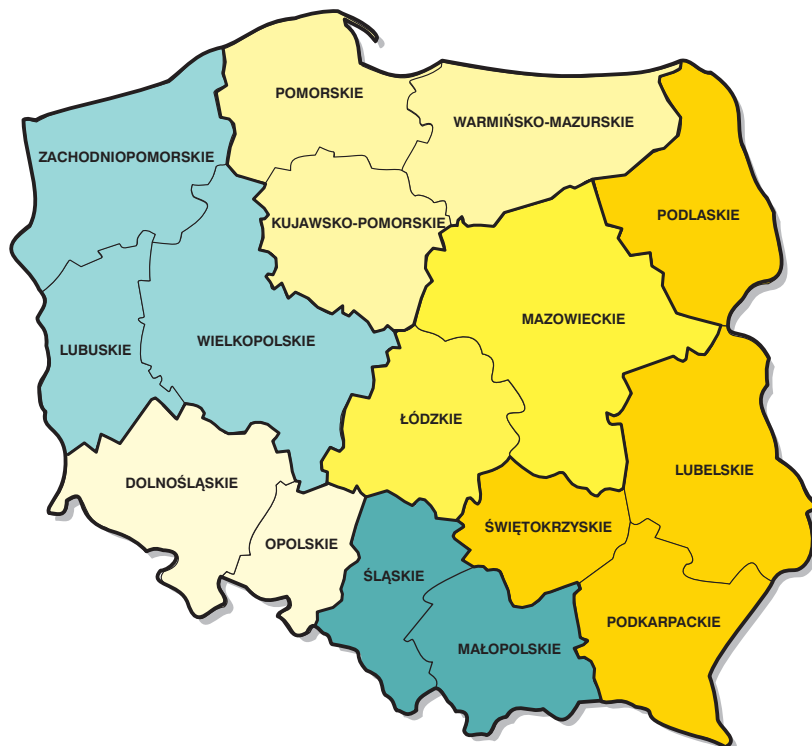 POMORSKIE
WARMIŃSKO-MAZURSKIE
ZACHODNIOPOMORSKIE
PODLASKIE
KUJAWSKO-POMORSKIE
MAZOWIECKIE
WIELKOPOLSKIE
LUBUSKIE
ŁÓDZKIE
LUBELSKIE
DOLNOŚLĄSKIE
ŚWIĘTOKRZYSKIE
OPOLSKIE
ŚLĄSKIE
PODKARPACKIE
MAŁOPOLSKIE